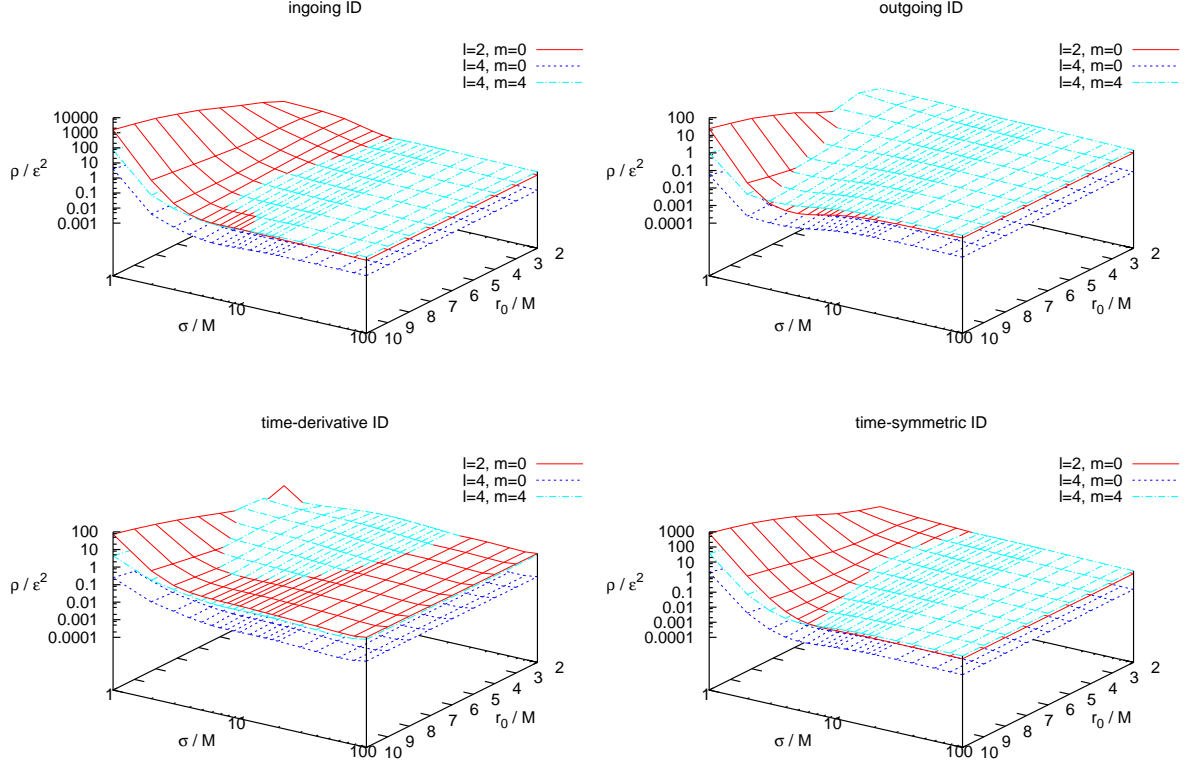 ingoing ID
l=2, m=0
l=4, m=0
l=4, m=4
10000
1000
100
10
1
0.1
0.01
0.001
ρ / ε²
1
10
100
σ / M
2
3
4
5
6
7
8
9
10
r₀ / M
outgoing ID
l=2, m=0
l=4, m=0
l=4, m=4
100
10
1
0.1
0.01
0.001
0.0001
ρ / ε²
1
10
100
σ / M
2
3
4
5
6
7
8
9
10
r₀ / M
time-derivative ID
l=2, m=0
l=4, m=0
l=4, m=4
100
10
1
0.1
0.01
0.001
0.0001
ρ / ε²
1
10
100
σ / M
2
3
4
5
6
7
8
9
10
r₀ / M
time-symmetric ID
l=2, m=0
l=4, m=0
l=4, m=4
1000
100
10
1
0.1
0.01
0.001
0.0001
ρ / ε²
1
10
100
σ / M
2
3
4
5
6
7
8
9
10
r₀ / M